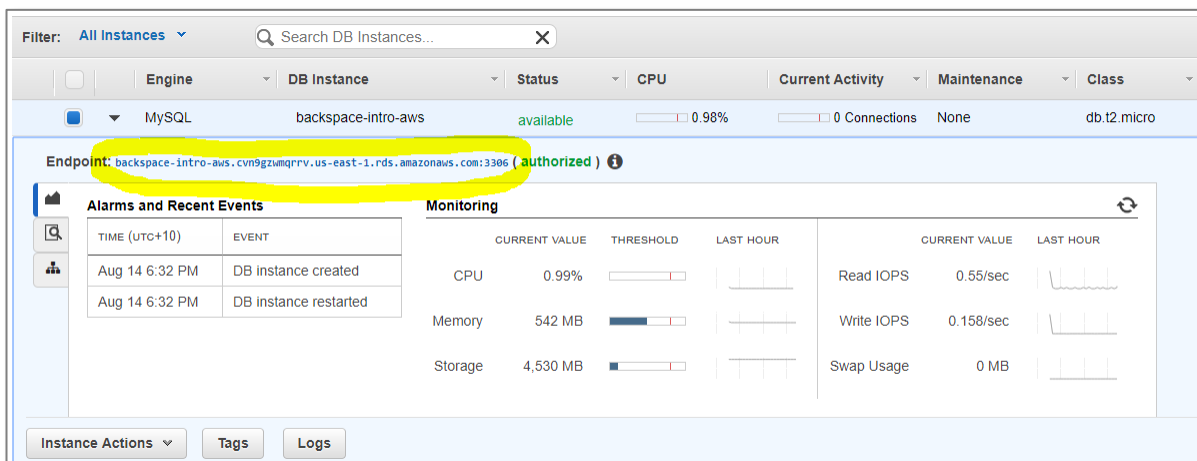 Filter: All Instances Search DB Instances... X
Engine DB Instance Status CPU Current Activity Maintenance Class
MySQL backspace-intro-aws available 0.98% 0 Connections None db.t2.micro
Endpoint: backspace-intro-aws.cvn9gzwmqrrv.us-east-1.rds.amazonaws.com:3306 ( authorized )
Alarms and Recent Events Monitoring
TIME (UTC+10) EVENT CURRENT VALUE THRESHOLD LAST HOUR CURRENT VALUE LAST HOUR
Aug 14 6:32 PM DB instance created CPU 0.99% Read IOPS 0.55/sec
Aug 14 6:32 PM DB instance restarted
Memory 542 MB Write IOPS 0.158/sec
Storage 4,530 MB Swap Usage 0 MB
Instance Actions Tags Logs